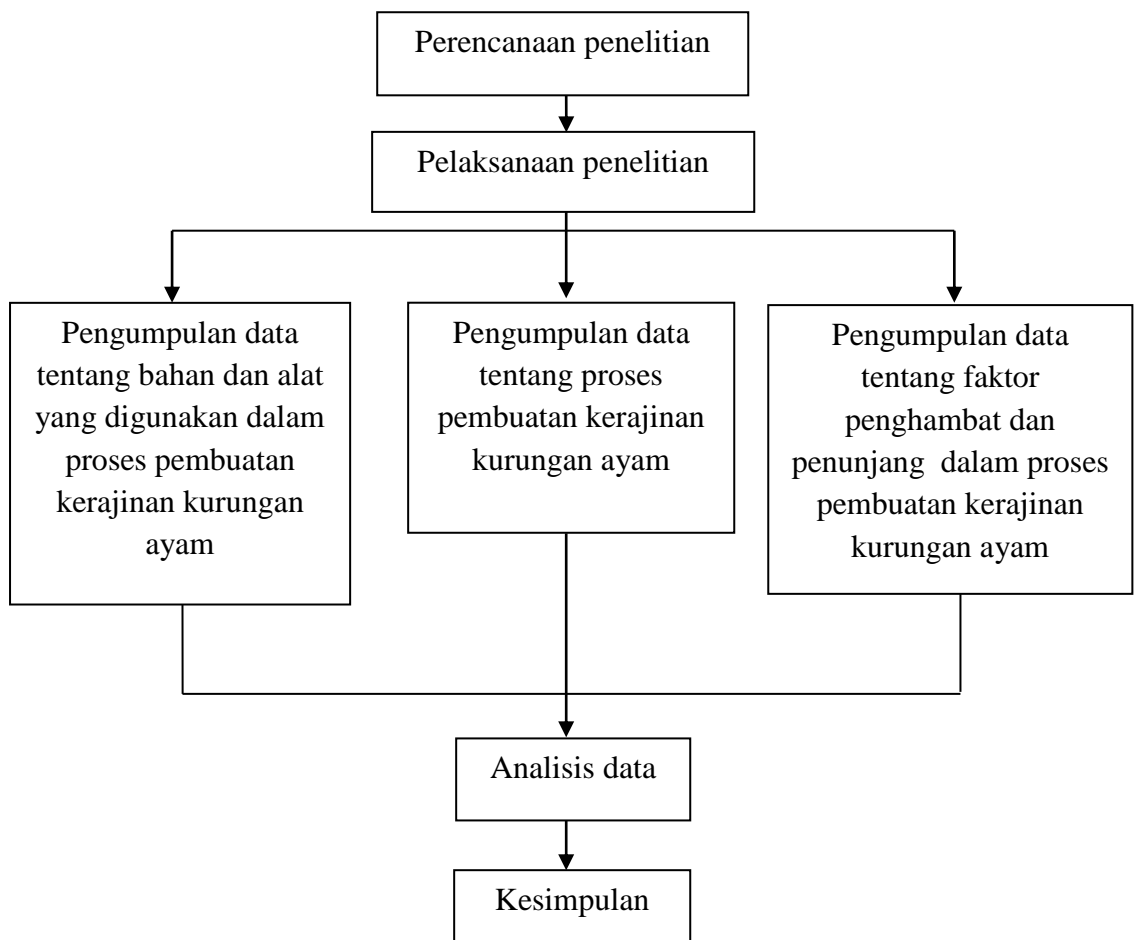 Perencanaan penelitian
Pelaksanaan penelitian
Pengumpulan data
tentang bahan dan alat
yang digunakan dalam
proses pembuatan
kerajinan kurungan
ayam
Pengumpulan data
tentang proses
pembuatan kerajinan
kurungan ayam
Pengumpulan data
tentang faktor
penghambat dan
penunjang  dalam proses
pembuatan kerajinan
kurungan ayam
Analisis data
Kesimpulan